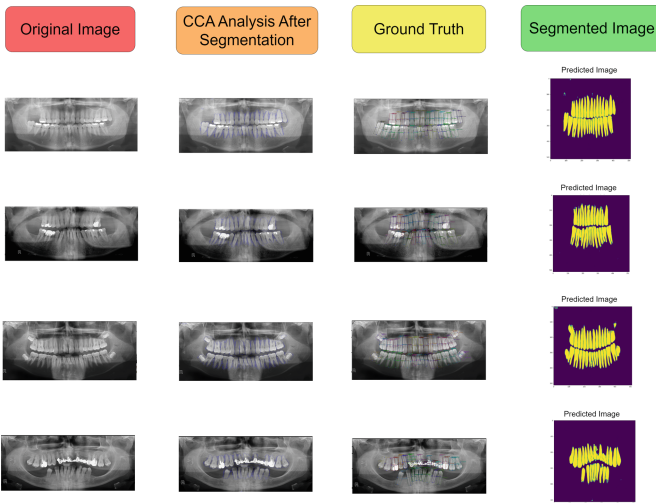 Original Image
CCA Analysis After
Segmentation
Ground Truth
Segmented Image
Predicted Image
Predicted Image
Predicted Image
Predicted Image